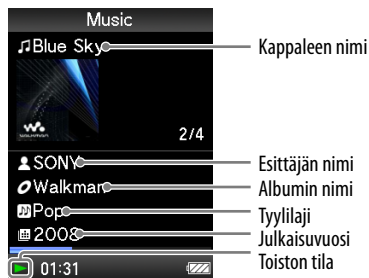 Music
Blue Sky
Kappaleen nimi
WALKMAN
2/4
SONY
Esittäjän nimi
Walkman
Albumin nimi
Pop
Tyylilaji
2008
Julkaisuvuosi
01:31
Toiston tila